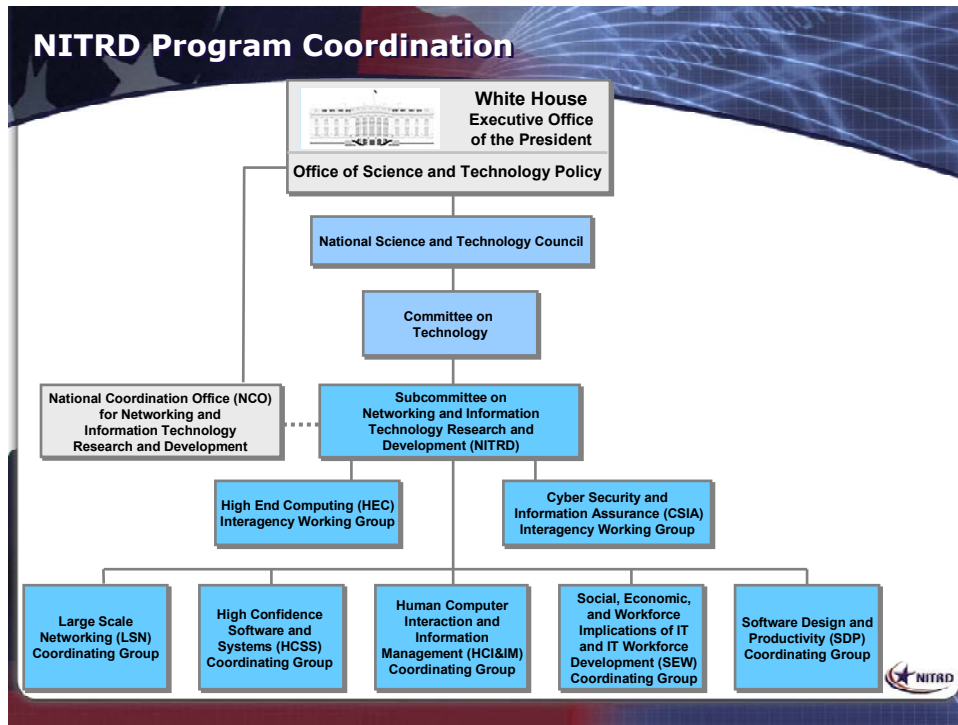 NITRD Program Coordination
White House
Executive Office
of the President
Office of Science and Technology Policy
National Science and Technology Council
Committee on
Technology
National Coordination Office (NCO)
for Networking and
Information Technology
Research and Development
Subcommittee on
Networking and Information
Technology Research and
Development (NITRD)
High End Computing (HEC)
Interagency Working Group
Cyber Security and
Information Assurance (CSIA)
Interagency Working Group
Large Scale
Networking (LSN)
Coordinating Group
High Confidence
Software and
Systems (HCSS)
Coordinating Group
Human Computer
Interaction and
Information
Management (HCI&IM)
Coordinating Group
Social, Economic,
and Workforce
Implications of IT
and IT Workforce
Development (SEW)
Coordinating Group
Software Design and
Productivity (SDP)
Coordinating Group
NITRD